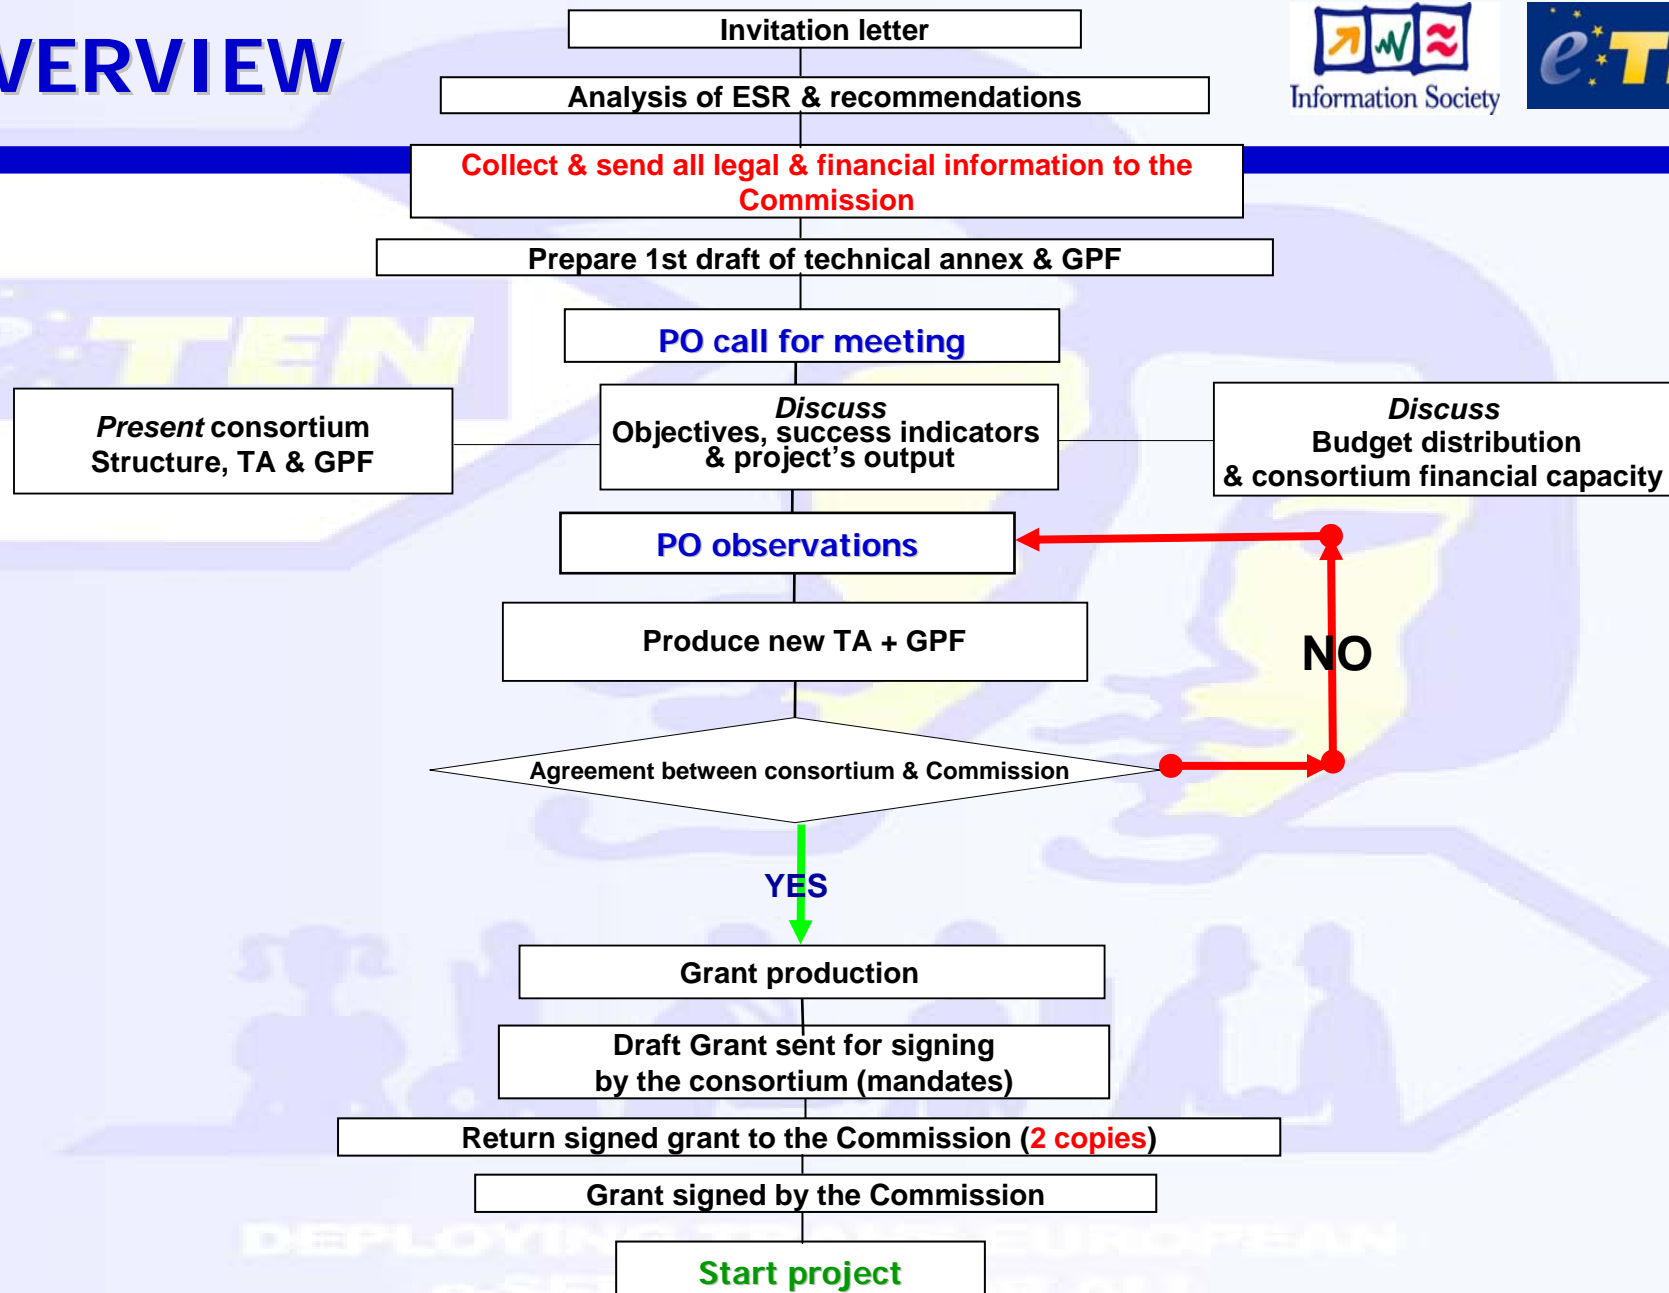 VERVIEW
Invitation letter
Information Society
Analysis of ESR & recommendations
Collect & send all legal & financial information to the
Commission
Prepare 1st draft of technical annex & GPF
TEN
PO call for meeting
Present consortium
Structure, TA & GPF
Discuss
Objectives, success indicators
& project's output
Discuss
Budget distribution
& consortium financial capacity
PO observations
Produce new TA + GPF
NO
Agreement between consortium & Commission
YES
Grant production
Draft Grant sent for signing
by the consortium (mandates)
Return signed grant to the Commission (2 copies)
Grant signed by the Commission
DEPLOYING TRANS-EUROPEAN
Start project